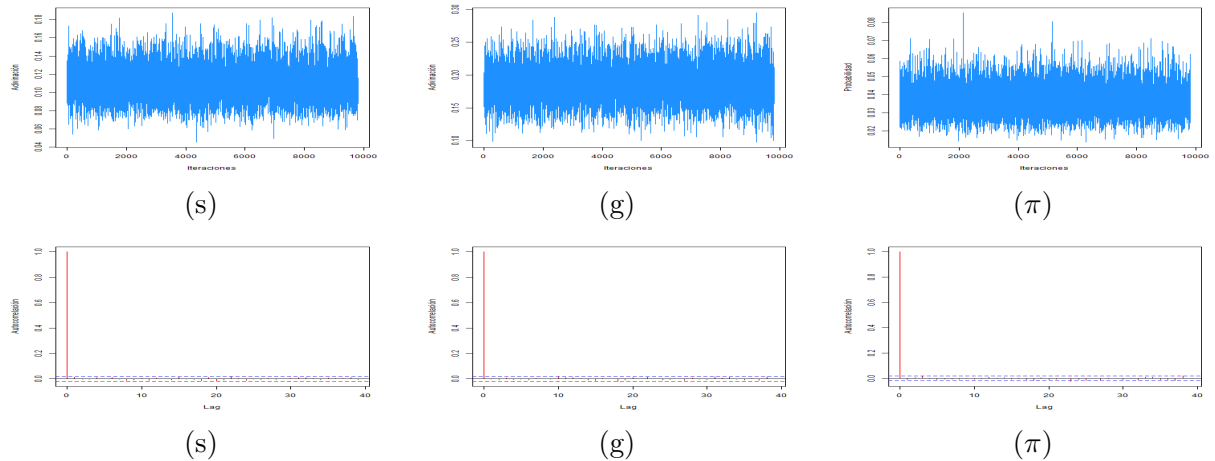 0.04 0.06 0.08 0.10 0.12 0.14 0.16 0.18
Adivinación
0 2000 4000 6000 8000 10000
Iteraciones
(s)
0.10 0.15 0.20 0.25 0.30
Adivinación
0 2000 4000 6000 8000 10000
Iteraciones
(g)
0.02 0.03 0.04 0.05 0.06 0.07 0.08
Probabilidad
0 2000 4000 6000 8000 10000
Iteraciones
(π)
0.0 0.2 0.4 0.6 0.8 1.0
Autocorrelación
0 10 20 30 40
Lag
(s)
0.0 0.2 0.4 0.6 0.8 1.0
Autocorrelación
0 10 20 30 40
Lag
(g)
0.0 0.2 0.4 0.6 0.8 1.0
Autocorrelación
0 10 20 30 40
Lag
(π)